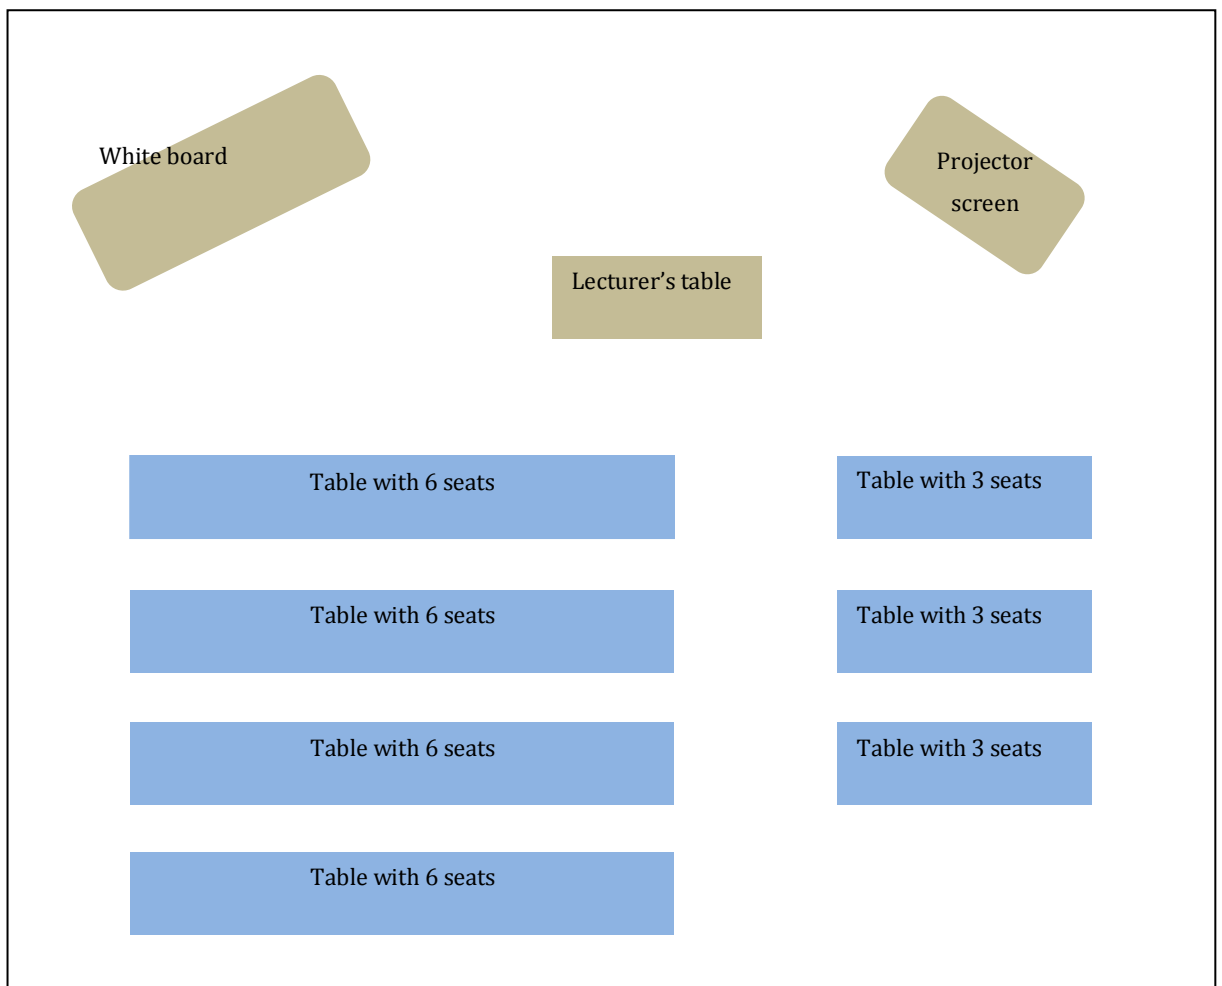 White board
Projector
screen
Lecturer’s table
Table with 6 seats
Table with 3 seats
Table with 6 seats
Table with 3 seats
Table with 6 seats
Table with 3 seats
Table with 6 seats